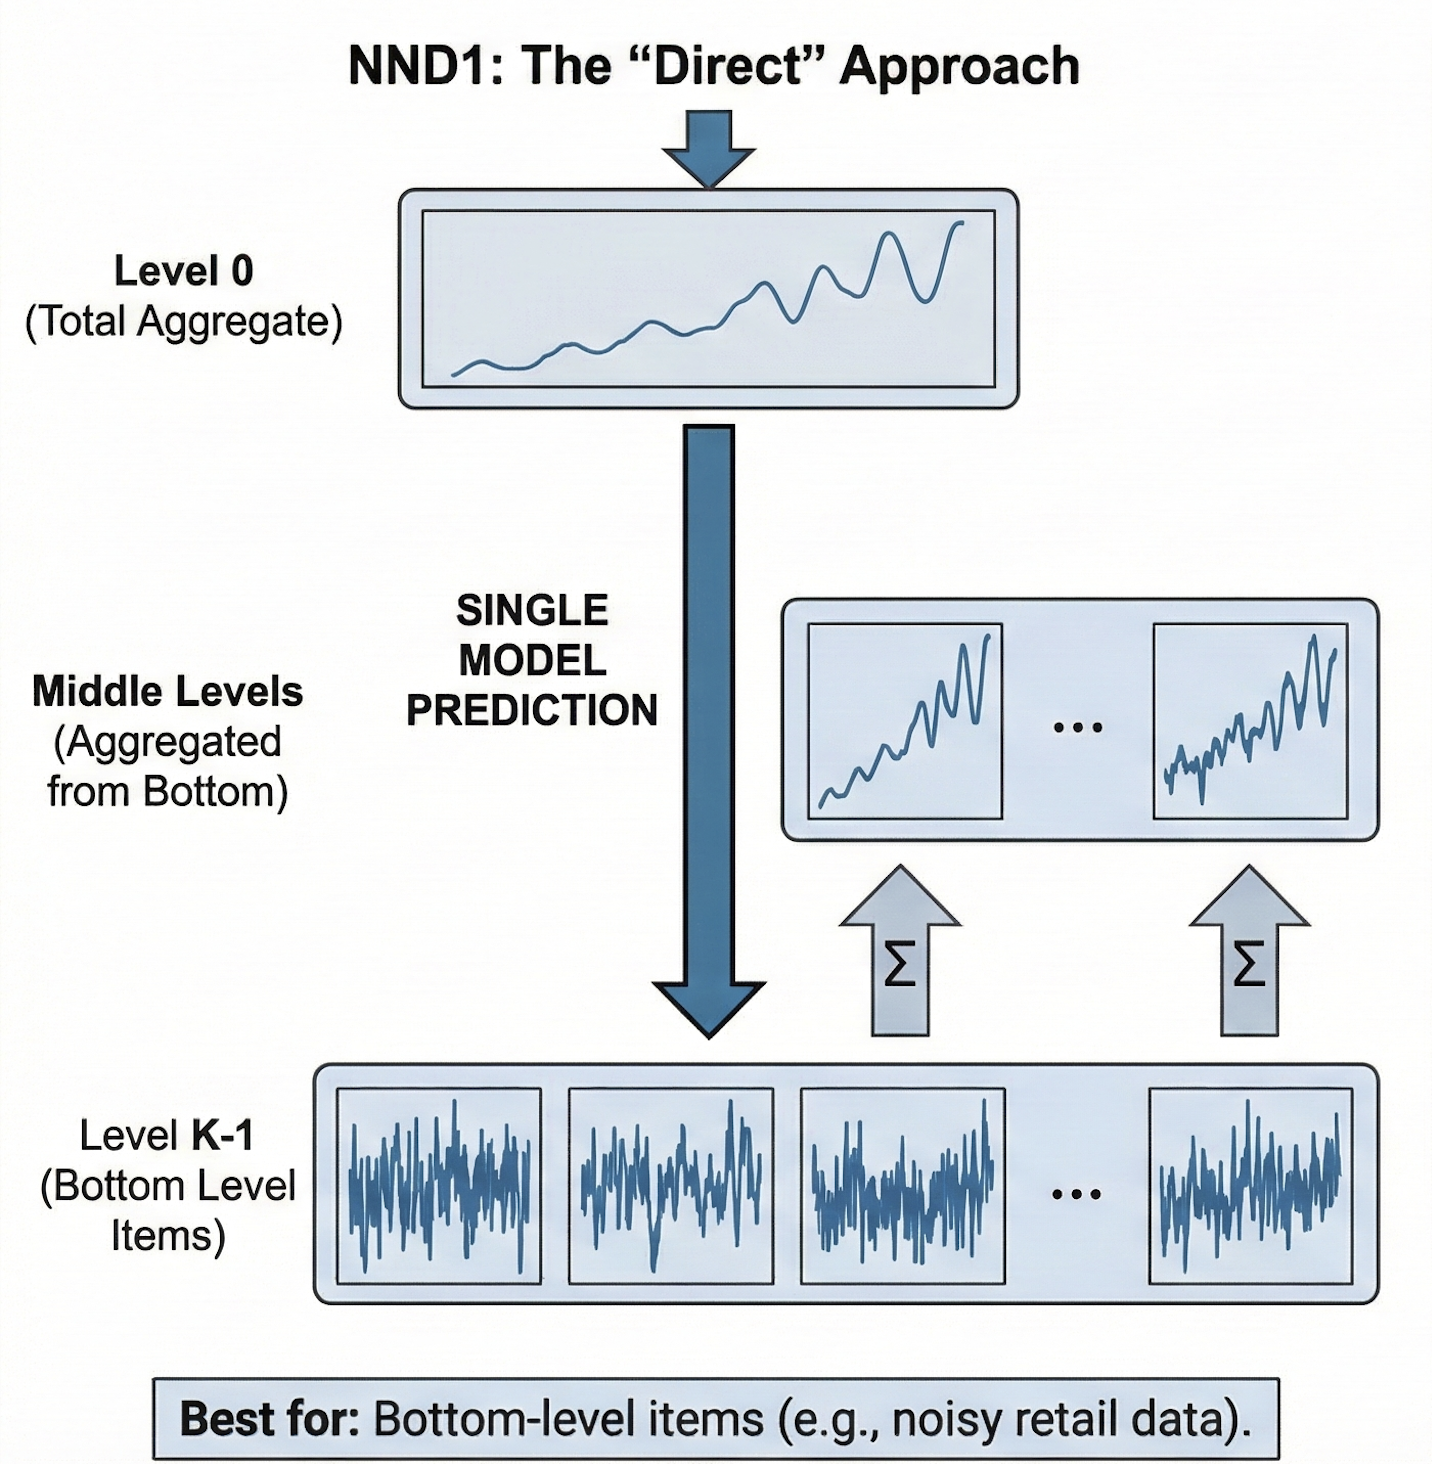 NND1: The “Direct” Approach
Level 0
(Total Aggregate)
SINGLE
MODEL
PREDICTION
Middle Levels
(Aggregated
from Bottom)
...
Σ
Σ
Level K-1
(Bottom Level
Items)
...
Best for: Bottom-level items (e.g., noisy retail data).